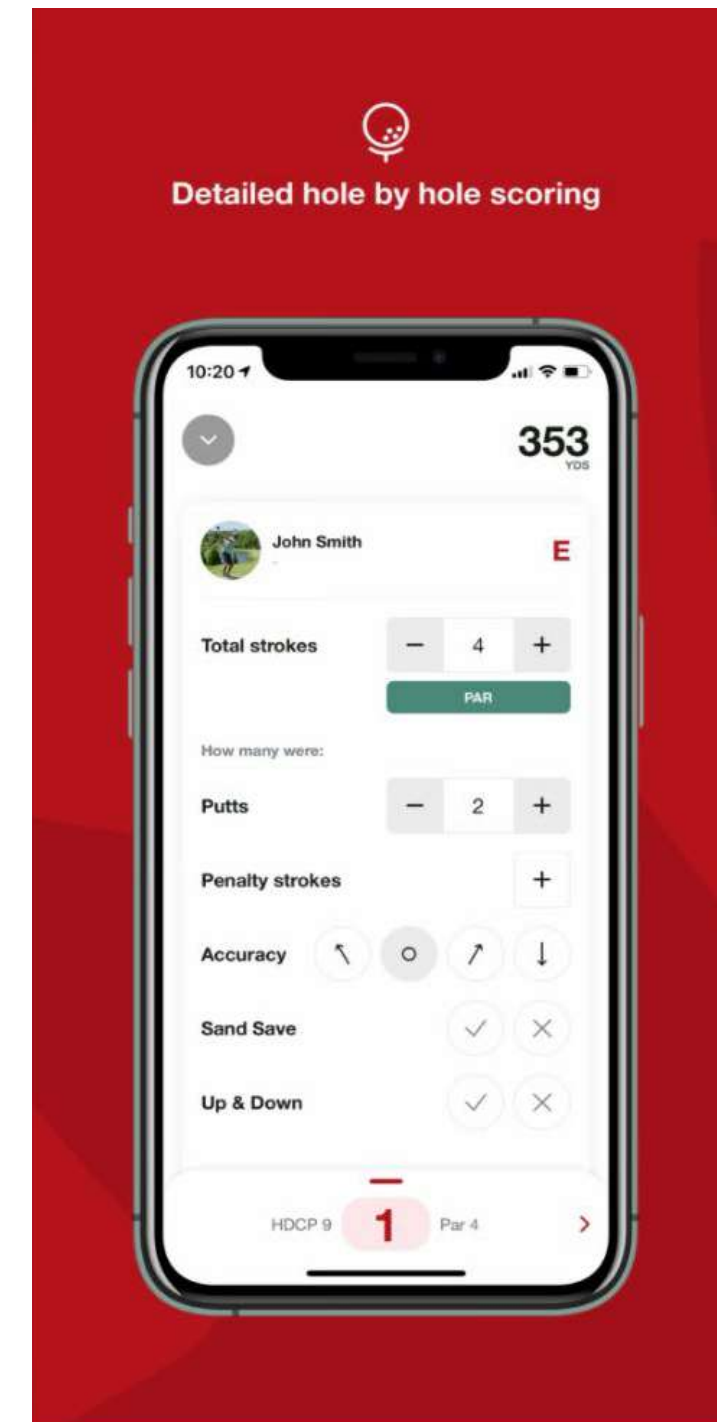 Detailed hole by hole scoring
10:20
353
YDS
John Smith
-
E
Total strokes
− 4 +
PAR
How many were:
Putts
− 2 +
Penalty strokes
+
Accuracy
Sand Save
Up & Down
HDCP 9
1
Par 4